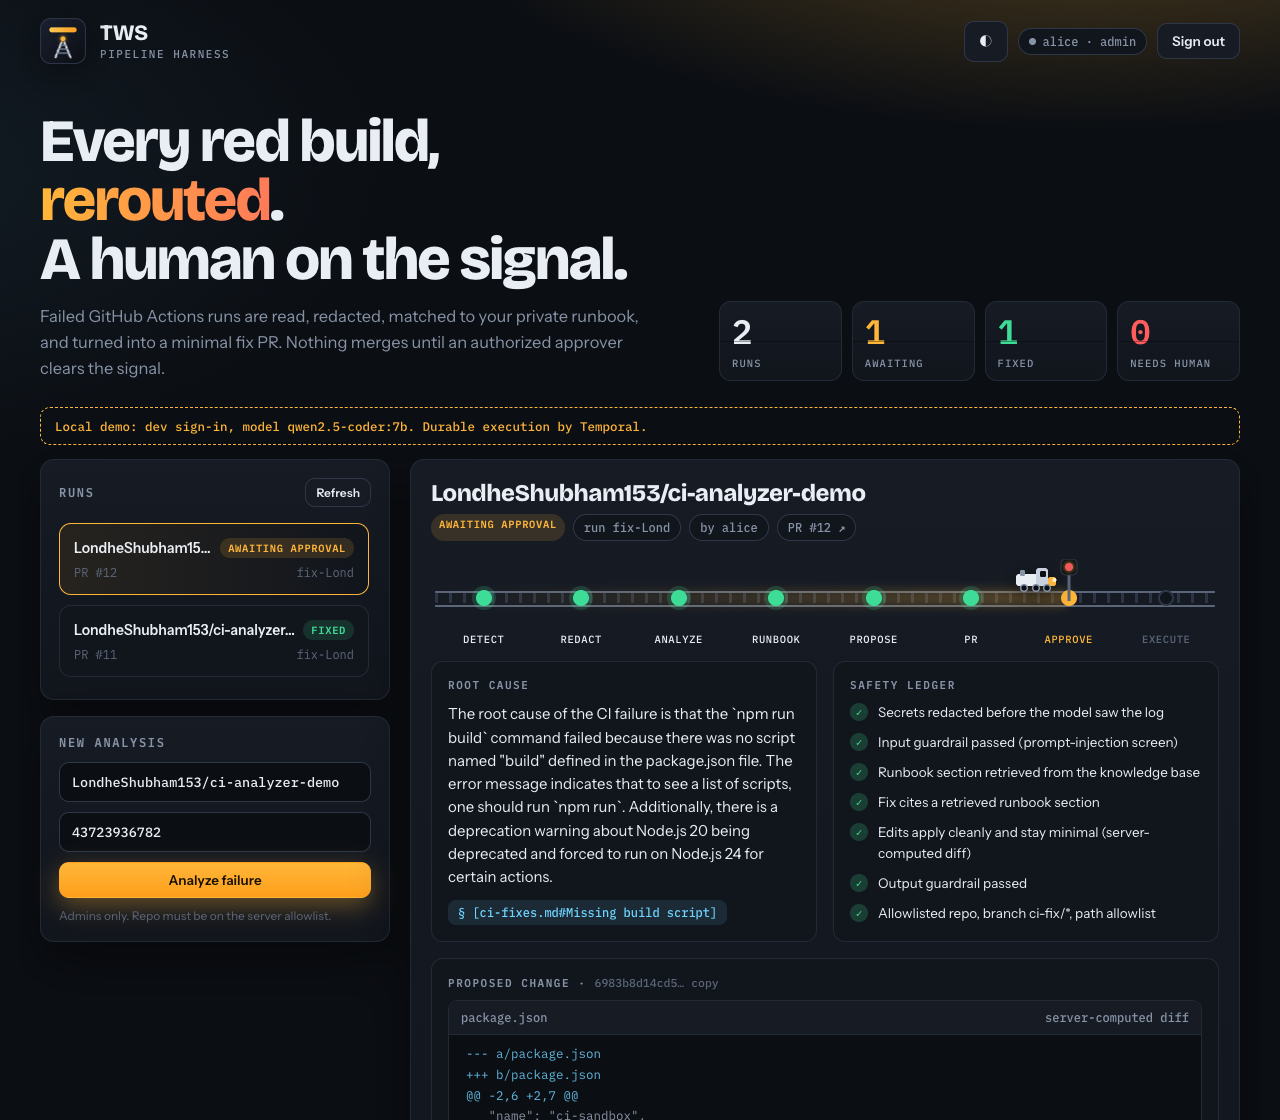 TWS
PIPELINE HARNESS
alice · admin
Sign out
Every red build,
rerouted.
A human on the signal.
Failed GitHub Actions runs are read, redacted, matched to your private runbook,
and turned into a minimal fix PR. Nothing merges until an authorized approver
clears the signal.
2
RUNS
1
AWAITING
1
FIXED
0
NEEDS HUMAN
Local demo: dev sign-in, model qwen2.5-coder:7b. Durable execution by Temporal.
RUNS
Refresh
LondheShubham15…
AWAITING APPROVAL
PR #12
fix-Lond
LondheShubham153/ci-analyzer…
FIXED
PR #11
fix-Lond
NEW ANALYSIS
LondheShubham153/ci-analyzer-demo
43723936782
Analyze failure
Admins only. Repo must be on the server allowlist.
LondheShubham153/ci-analyzer-demo
AWAITING APPROVAL
run fix-Lond
by alice
PR #12 ↗
DETECT
REDACT
ANALYZE
RUNBOOK
PROPOSE
PR
APPROVE
EXECUTE
ROOT CAUSE
The root cause of the CI failure is that the `npm run
build` command failed because there was no script
named "build" defined in the package.json file. The
error message indicates that to see a list of scripts,
one should run `npm run`. Additionally, there is a
deprecation warning about Node.js 20 being
deprecated and forced to run on Node.js 24 for
certain actions.
§ [ci-fixes.md#Missing build script]
SAFETY LEDGER
✓ Secrets redacted before the model saw the log
✓ Input guardrail passed (prompt-injection screen)
✓ Runbook section retrieved from the knowledge base
✓ Fix cites a retrieved runbook section
✓ Edits apply cleanly and stay minimal (server-
computed diff)
✓ Output guardrail passed
✓ Allowlisted repo, branch ci-fix/*, path allowlist
PROPOSED CHANGE · 6983b8d14cd5… copy
package.json
server-computed diff
--- a/package.json
+++ b/package.json
@@ -2,6 +2,7 @@
"name": "ci-sandbox",